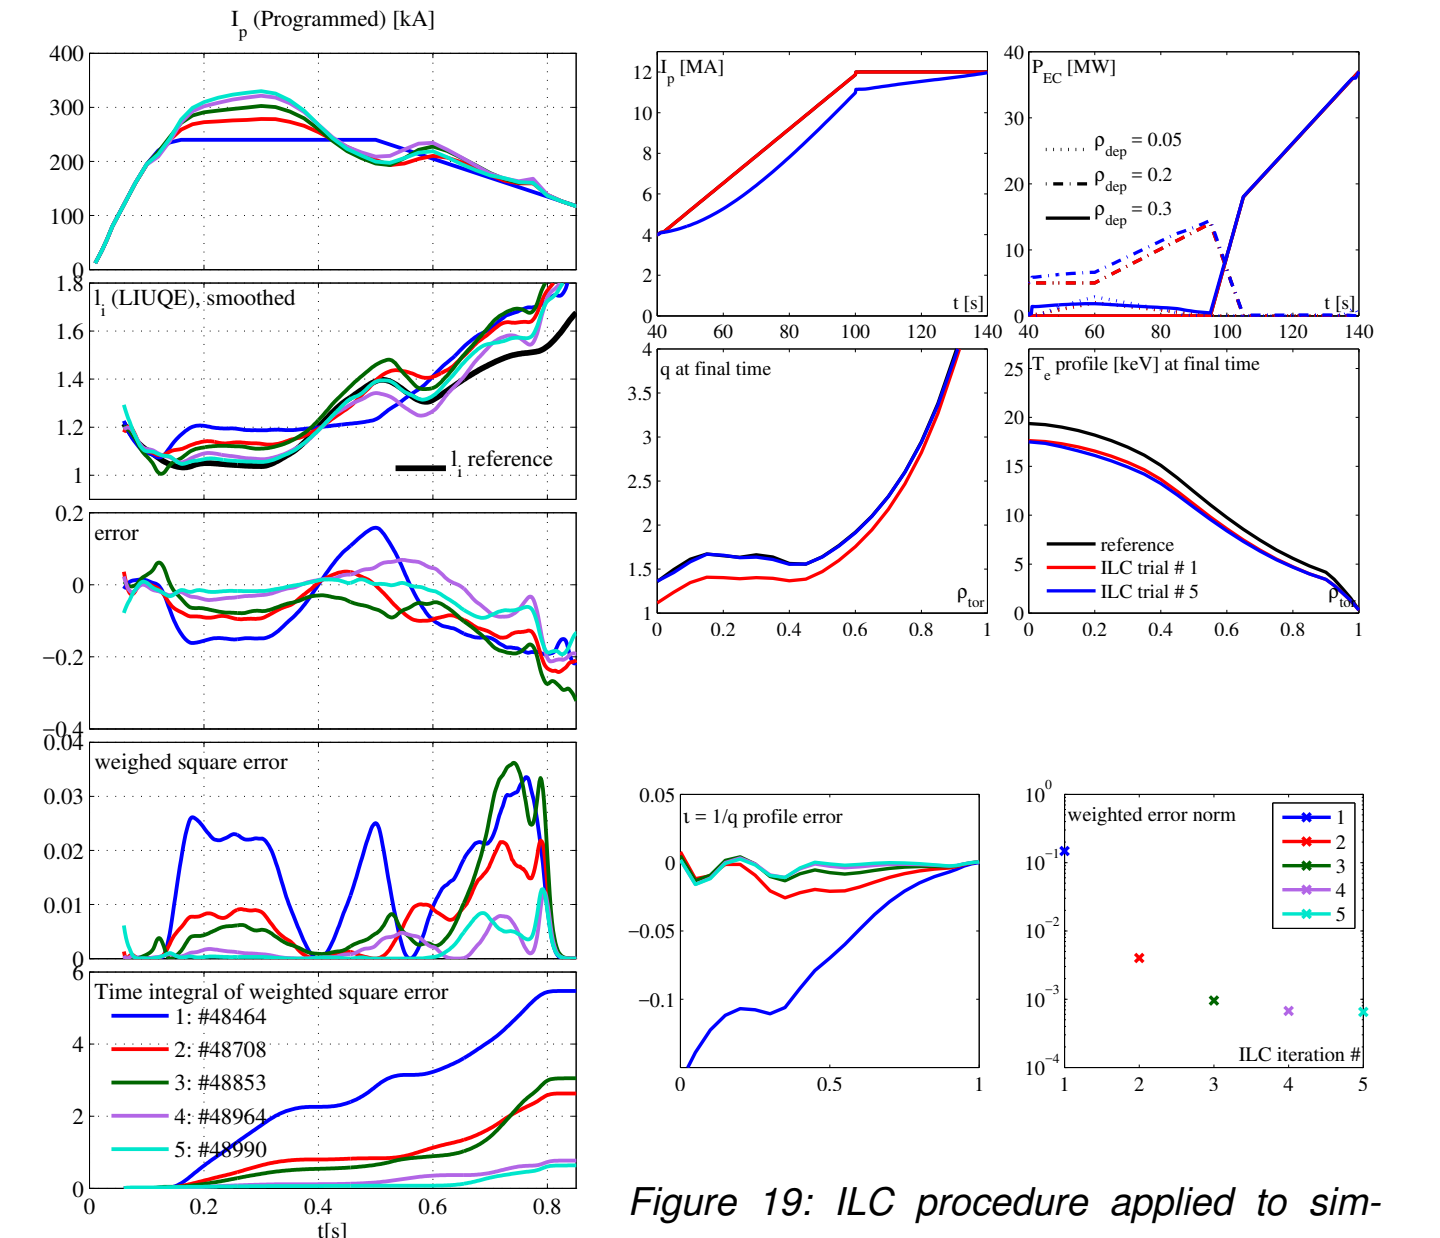 I_p (Programmed) [kA]
400
300
200
100
0
1.8
1.6
1.4
1.2
1
l_i (LIUQE), smoothed
l_i reference
0.2
0
−0.2
−0.4
error
0.04
0.03
0.02
0.01
0
weighed square error
6
4
2
0
Time integral of weighted square error
1: #48464
2: #48708
3: #48853
4: #48964
5: #48990
0 0.2 0.4 0.6 0.8
t[s]
I_p [MA]
12
10
8
6
4
2
0
t [s]
40 60 80 100 120 140
P_EC [MW]
40
30
20
10
0
ρ_dep = 0.05
ρ_dep = 0.2
ρ_dep = 0.3
t [s]
40 60 80 100 120 140
4
3.5
3
2.5
2
1.5
1
q at final time
ρ_tor
0 0.2 0.4 0.6 0.8 1
T_e profile [keV] at final time
25
20
15
10
5
0
reference
ILC trial # 1
ILC trial # 5
ρ_tor
0 0.2 0.4 0.6 0.8 1
0.05
0
−0.05
−0.1
ι = 1/q profile error
0 0.5 1
10^0
10^−1
10^−2
10^−3
10^−4
weighted error norm
1
2
3
4
5
ILC iteration #
1 2 3 4 5
Figure 19: ILC procedure applied to sim-